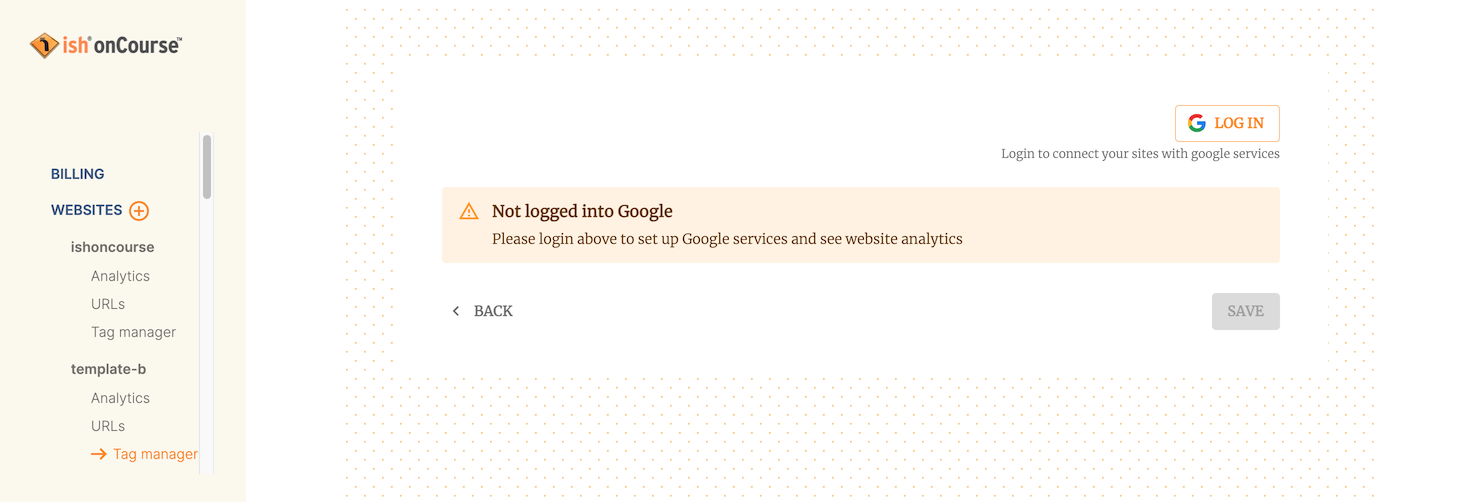 ish® onCourse™
BILLING
WEBSITES
ishoncourse
Analytics
URLs
Tag manager
template-b
Analytics
URLs
Tag manager
LOG IN
Login to connect your sites with google services
Not logged into Google
Please login above to set up Google services and see website analytics
BACK
SAVE